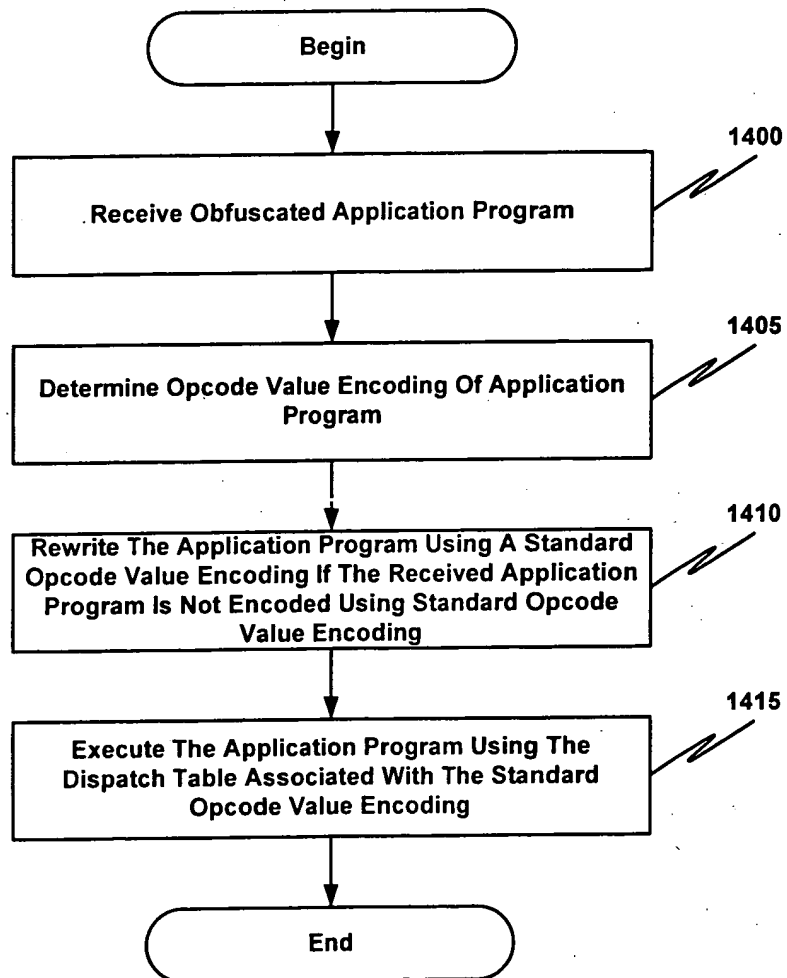 Begin
1400
Receive Obfuscated Application Program
1405
Determine Opcode Value Encoding Of Application
Program
1410
Rewrite The Application Program Using A Standard
Opcode Value Encoding If The Received Application
Program Is Not Encoded Using Standard Opcode
Value Encoding
1415
Execute The Application Program Using The
Dispatch Table Associated With The Standard
Opcode Value Encoding
End